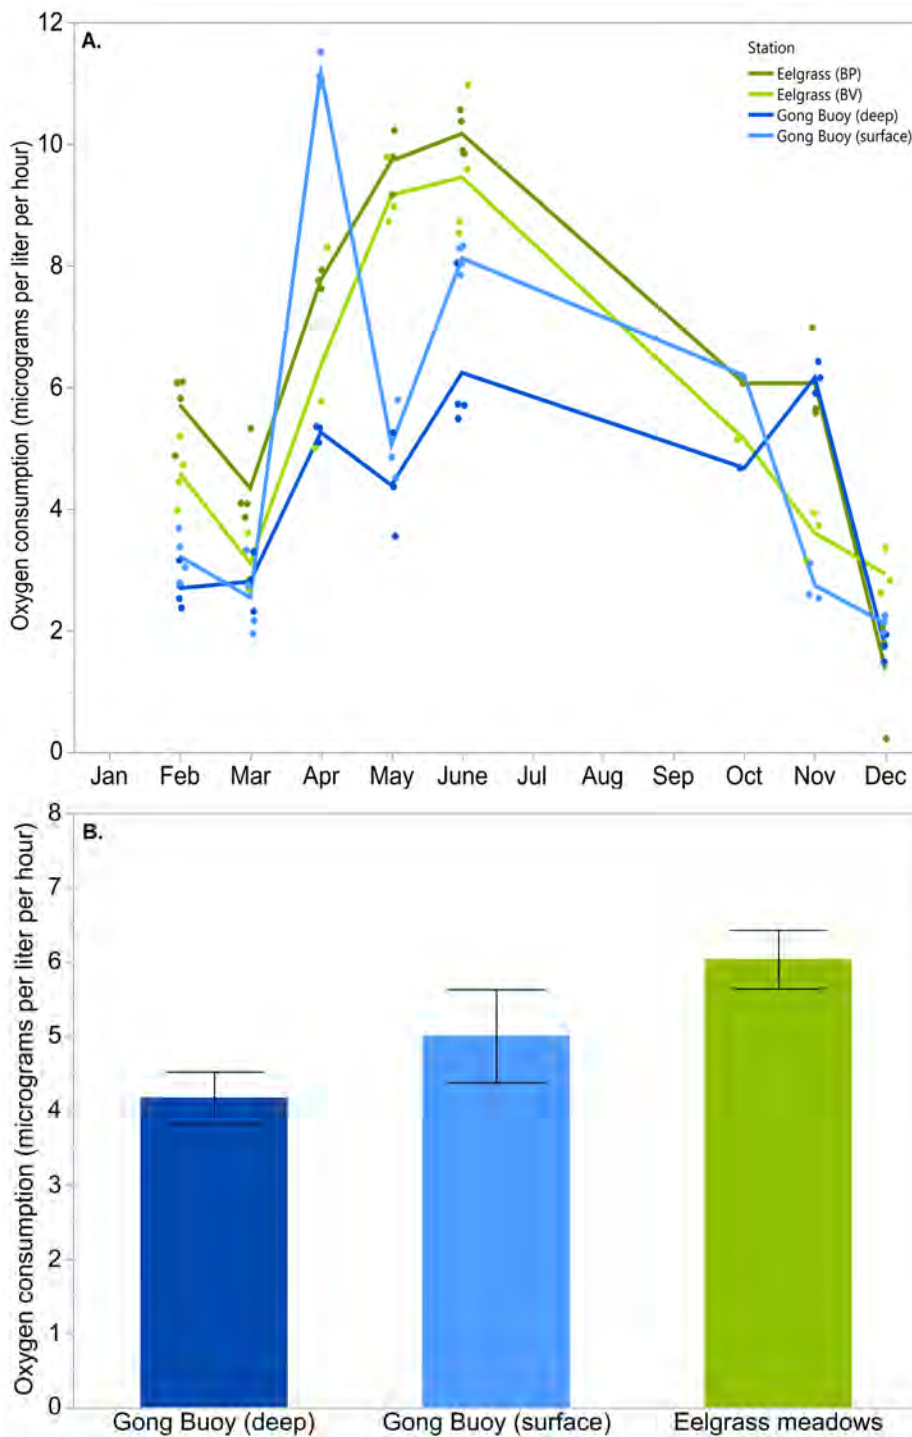 Oxygen consumption (micrograms per liter per hour)
12
10
8
6
4
2
0
A.
Station
Eelgrass (BP)
Eelgrass (BV)
Gong Buoy (deep)
Gong Buoy (surface)
Jan Feb Mar Apr May June Jul Aug Sep Oct Nov Dec
Oxygen consumption (micrograms per liter per hour)
8
7
6
5
4
3
2
1
0
B.
Gong Buoy (deep) Gong Buoy (surface) Eelgrass meadows